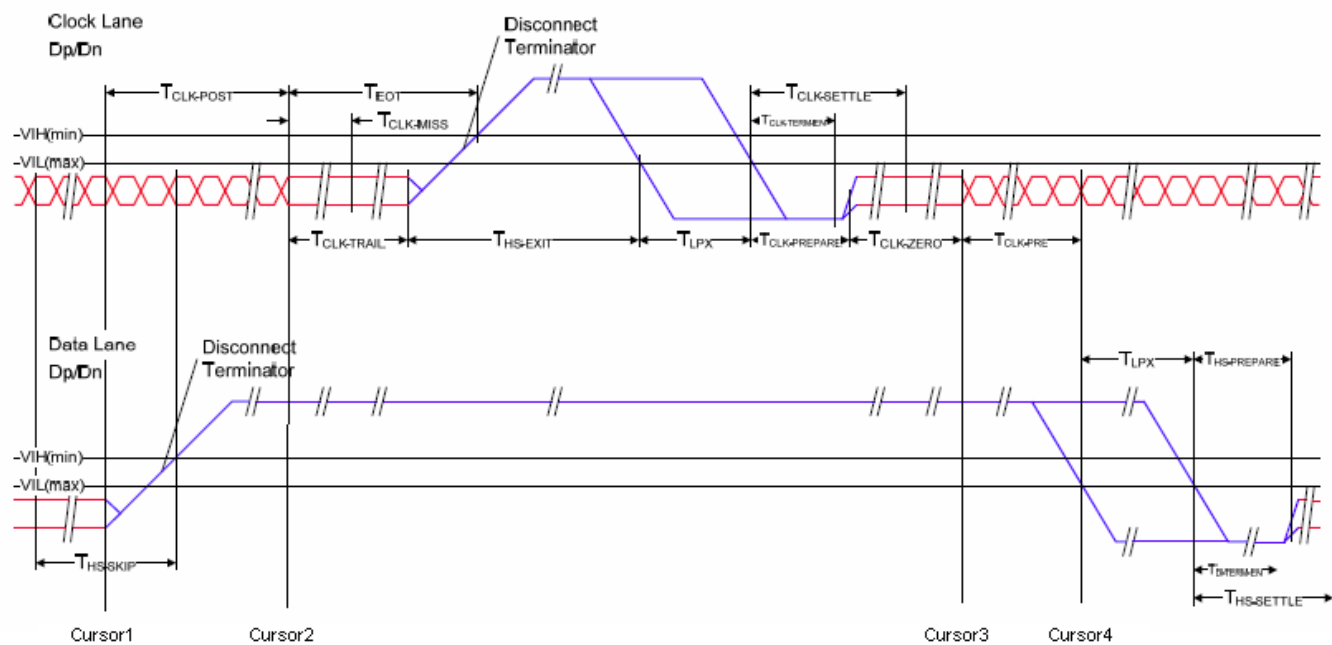 Clock Lane
Dp/Dn
Disconnect
Terminator
TCLK-POST
TEOT
TCLK-SETTLE
TCLK-MISS
TCLK-TERM-EN
VIH(min)
VIL(max)
TCLK-TRAIL
THS-EXIT
TLPX
TCLK-PREPARE
TCLK-ZERO
TCLK-PRE
Data Lane
Dp/Dn
Disconnect
Terminator
TLPX
THS-PREPARE
VIH(min)
VIL(max)
THS-SKIP
TD-TERM-EN
THS-SETTLE
Cursor1
Cursor2
Cursor3
Cursor4